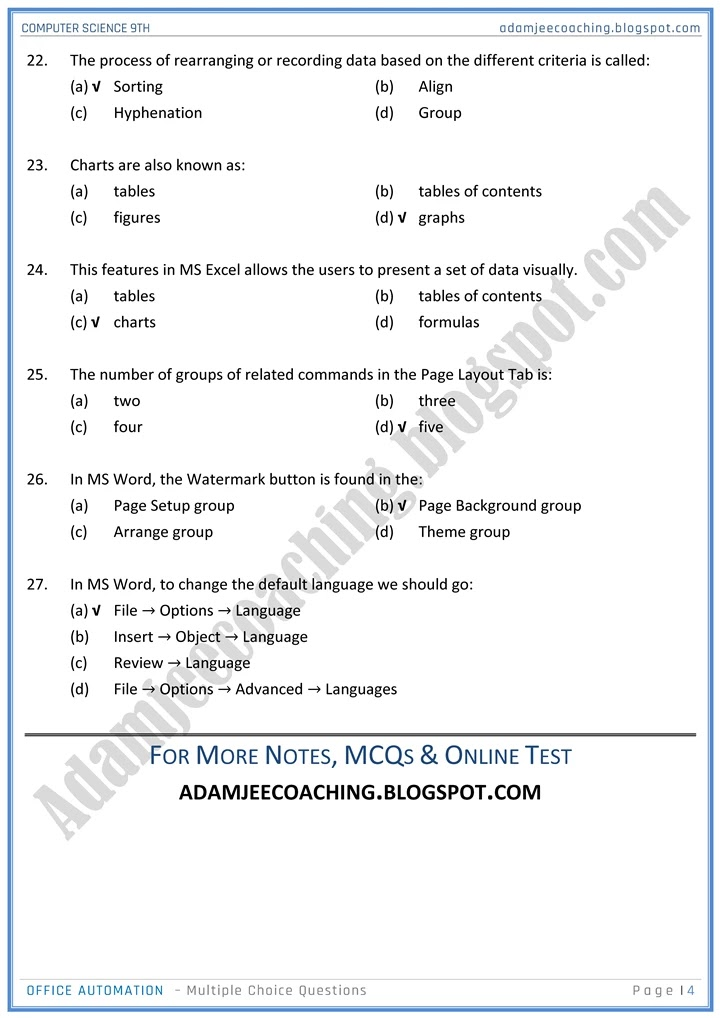 COMPUTER SCIENCE 9TH adamjeecoaching.blogspot.com
22. The process of rearranging or recording data based on the different criteria is called:
(a) √ Sorting (b) Align
(c) Hyphenation (d) Group
23. Charts are also known as:
(a) tables (b) tables of contents
(c) figures (d) √ graphs
24. This features in MS Excel allows the users to present a set of data visually.
(a) tables (b) tables of contents
(c) √ charts (d) formulas
25. The number of groups of related commands in the Page Layout Tab is:
(a) two (b) three
(c) four (d) √ five
26. In MS Word, the Watermark button is found in the:
(a) Page Setup group (b) √ Page Background group
(c) Arrange group (d) Theme group
27. In MS Word, to change the default language we should go:
(a) √ File → Options → Language
(b) Insert → Object → Language
(c) Review → Language
(d) File → Options → Advanced → Languages
Adamjeecoaching.blogspot.com
FOR MORE NOTES, MCQS & ONLINE TEST
ADAMJEECOACHING.BLOGSPOT.COM
OFFICE AUTOMATION – Multiple Choice Questions Page | 4